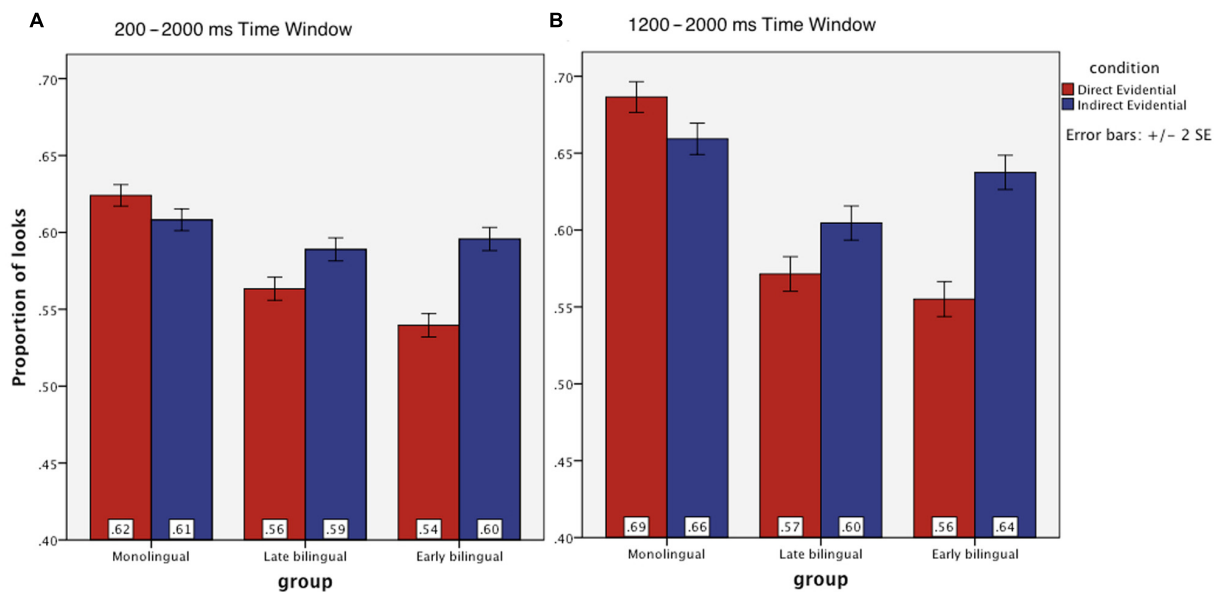 A
200 – 2000 ms Time Window
Proportion of looks
.70
.65
.60
.55
.50
.45
.40
.62
.61
.56
.59
.54
.60
Monolingual
Late bilingual
Early bilingual
group
B
1200 – 2000 ms Time Window
.70
.65
.60
.55
.50
.45
.40
.69
.66
.57
.60
.56
.64
Monolingual
Late bilingual
Early bilingual
group
condition
Direct Evidential
Indirect Evidential
Error bars: +/- 2 SE